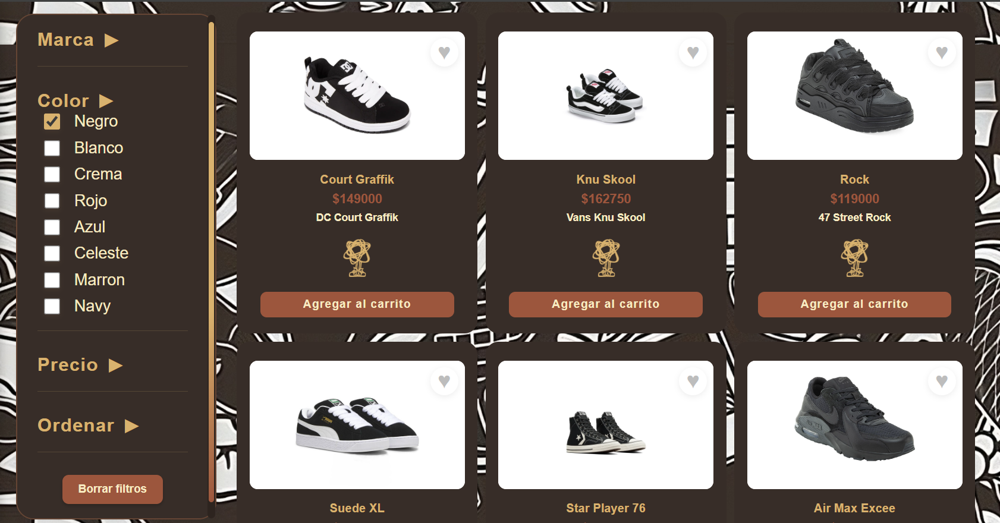 Marca ▶
Color ▶
Negro
Blanco
Crema
Rojo
Azul
Celeste
Marron
Navy
Precio ▶
Ordenar ▶
Borrar filtros
Court Graffik
$149000
DC Court Graffik
Agregar al carrito
Knu Skool
$162750
Vans Knu Skool
Agregar al carrito
Rock
$119000
47 Street Rock
Agregar al carrito
Suede XL
Star Player 76
Air Max Excee